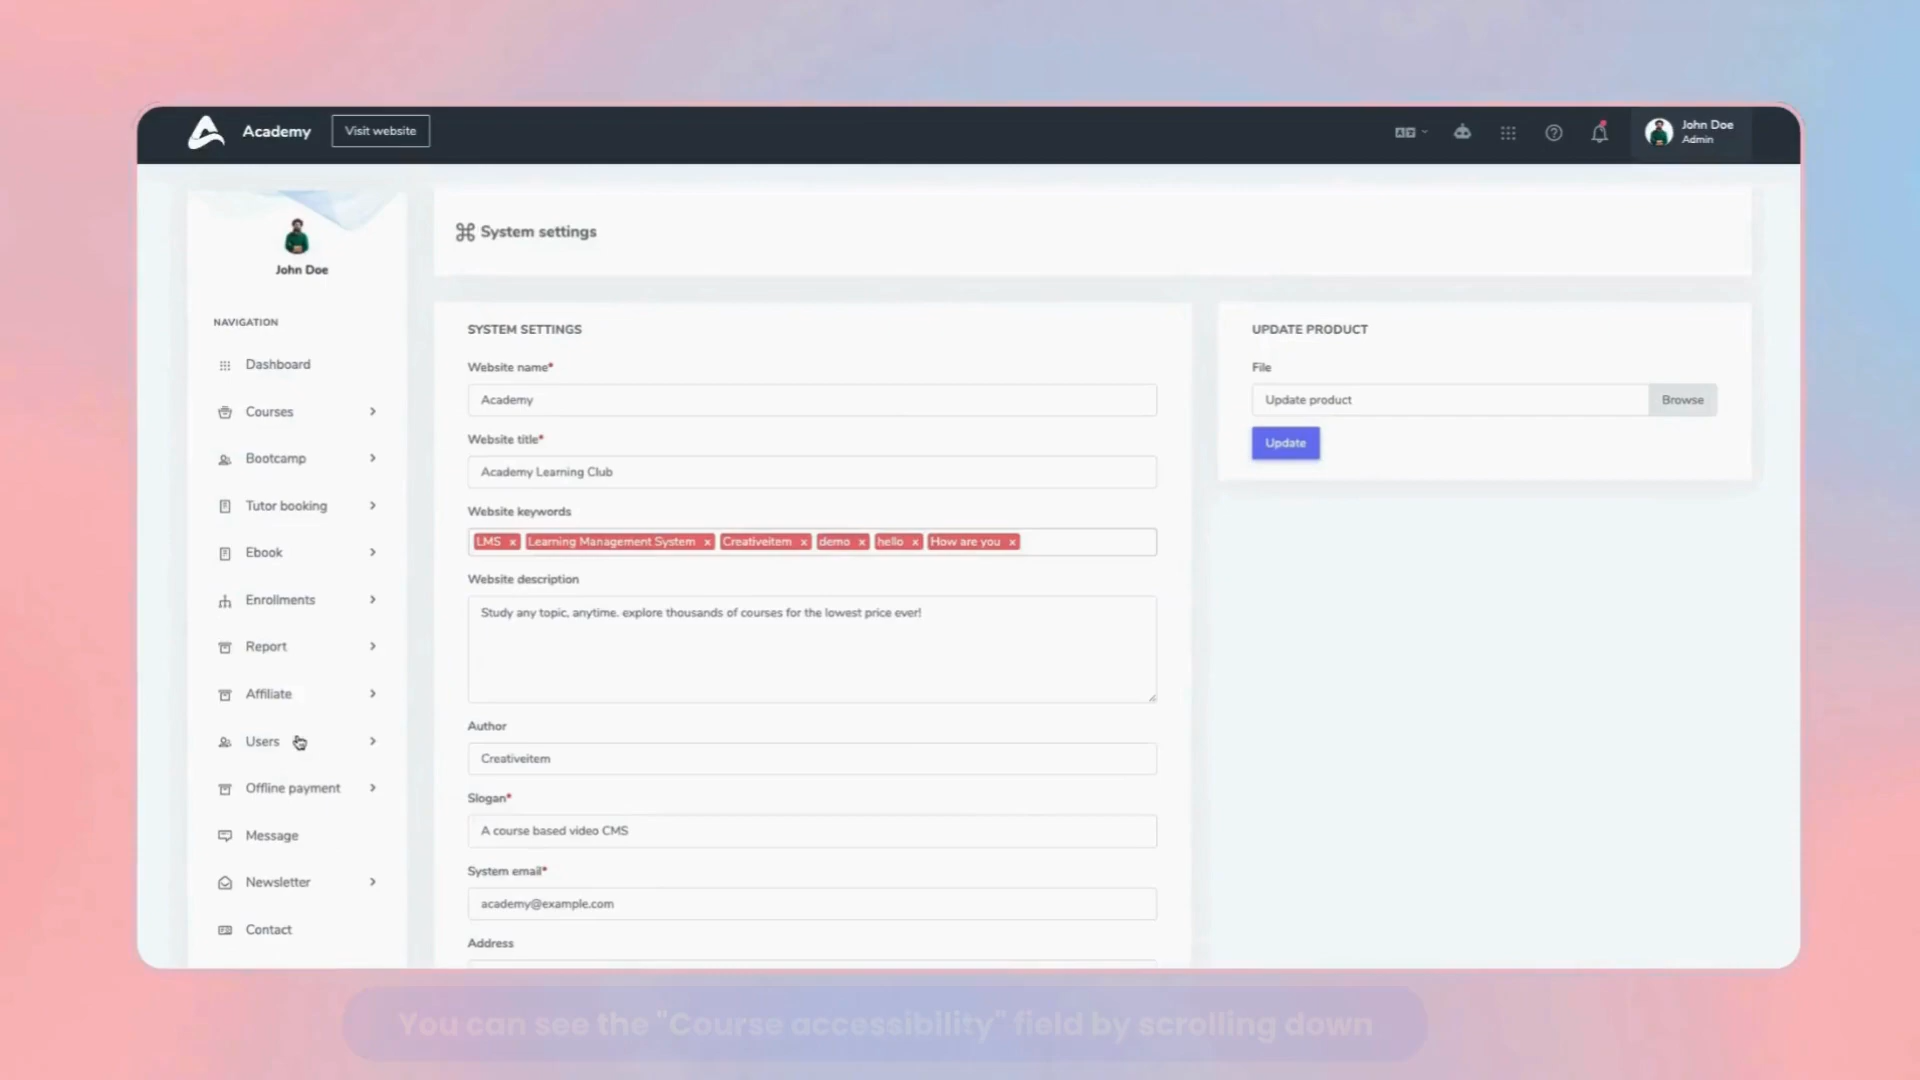 Academy
Visit website
John Doe
Admin
John Doe
NAVIGATION
Dashboard
Courses
Bootcamp
Tutor booking
Ebook
Enrollments
Report
Affiliate
Users
Offline payment
Message
Newsletter
Contact
System settings
SYSTEM SETTINGS
Website name*
Academy
Website title*
Academy Learning Club
Website keywords
LMS x Learning Management System x Creativeitem x demo x hello x How are you x
Website description
Study any topic, anytime. explore thousands of courses for the lowest price ever!
Author
Creativeitem
Slogan*
A course based video CMS
System email*
academy@example.com
Address
UPDATE PRODUCT
File
Update product
Browse
Update
You can see the "Course accessibility" field by scrolling down